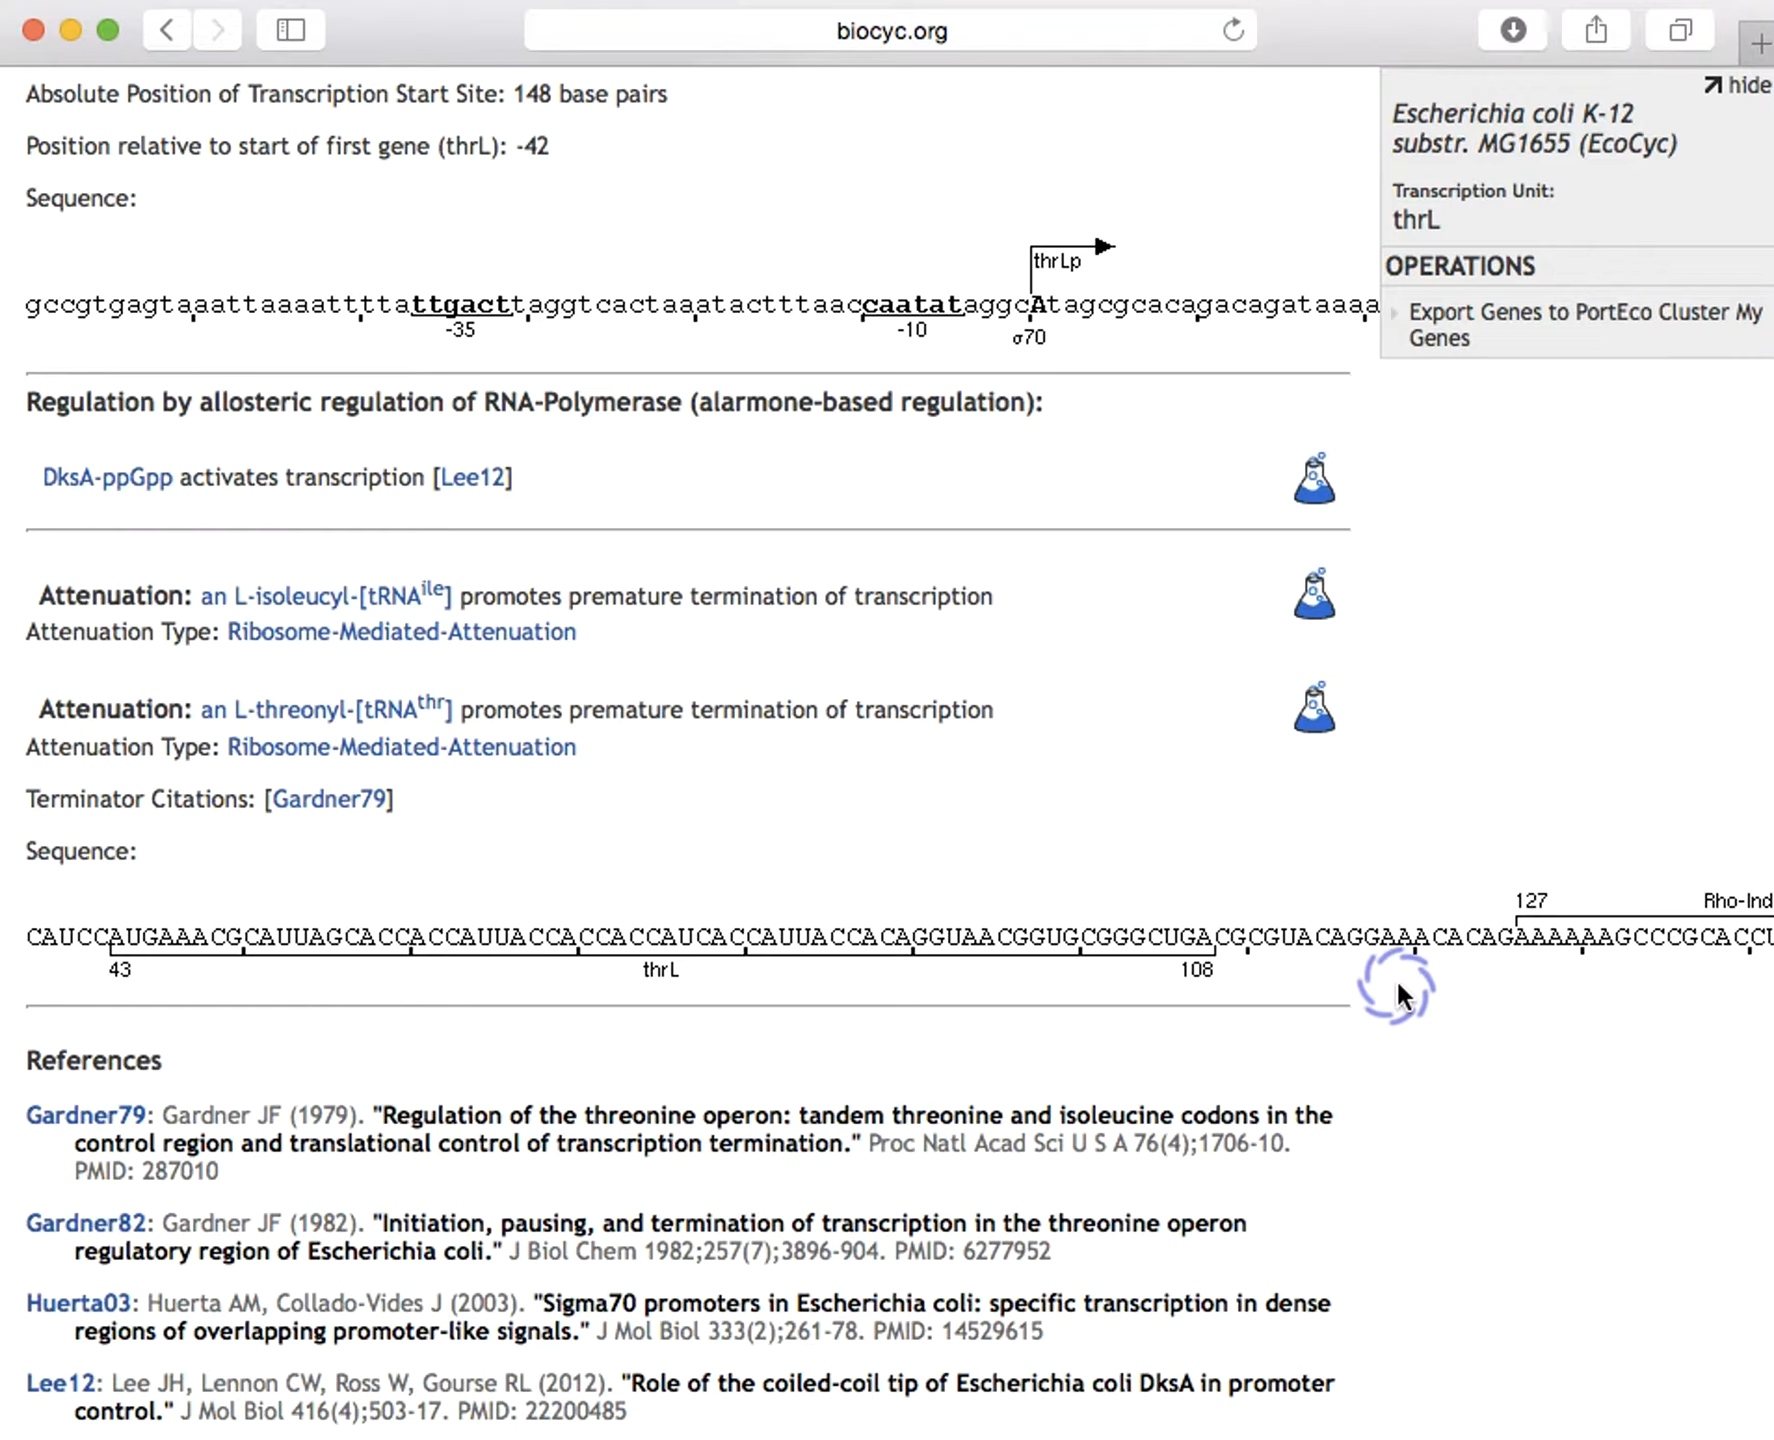 biocyc.org
Absolute Position of Transcription Start Site: 148 base pairs
Position relative to start of first gene (thrL): -42
Sequence:
thrLp
gccgtgagtaaattaaaattttattgacttaggtcactaaatactttaaccaatataggcAtagcgcacagacagataaaa
-35
-10
σ70
hide
Escherichia coli K-12
substr. MG1655 (EcoCyc)
Transcription Unit:
thrL
OPERATIONS
Export Genes to PortEco Cluster My
Genes
Regulation by allosteric regulation of RNA-Polymerase (alarmone-based regulation):
DksA-ppGpp activates transcription [Lee12]
Attenuation: an L-isoleucyl-[tRNAile] promotes premature termination of transcription
Attenuation Type: Ribosome-Mediated-Attenuation
Attenuation: an L-threonyl-[tRNAthr] promotes premature termination of transcription
Attenuation Type: Ribosome-Mediated-Attenuation
Terminator Citations: [Gardner79]
Sequence:
127 Rho-Ind
CAUCCAUGAAACGCAUUAGCACCACCAUUACCACCACCAUCACCAUUACCACAGGUAACGGUGCGGGCUGACGCGUACAGGAAACACAGAAAAAAGCCCGCACCU
43 thrL 108
References
Gardner79: Gardner JF (1979). "Regulation of the threonine operon: tandem threonine and isoleucine codons in the
control region and translational control of transcription termination." Proc Natl Acad Sci U S A 76(4);1706-10.
PMID: 287010
Gardner82: Gardner JF (1982). "Initiation, pausing, and termination of transcription in the threonine operon
regulatory region of Escherichia coli." J Biol Chem 1982;257(7);3896-904. PMID: 6277952
Huerta03: Huerta AM, Collado-Vides J (2003). "Sigma70 promoters in Escherichia coli: specific transcription in dense
regions of overlapping promoter-like signals." J Mol Biol 333(2);261-78. PMID: 14529615
Lee12: Lee JH, Lennon CW, Ross W, Gourse RL (2012). "Role of the coiled-coil tip of Escherichia coli DksA in promoter
control." J Mol Biol 416(4);503-17. PMID: 22200485